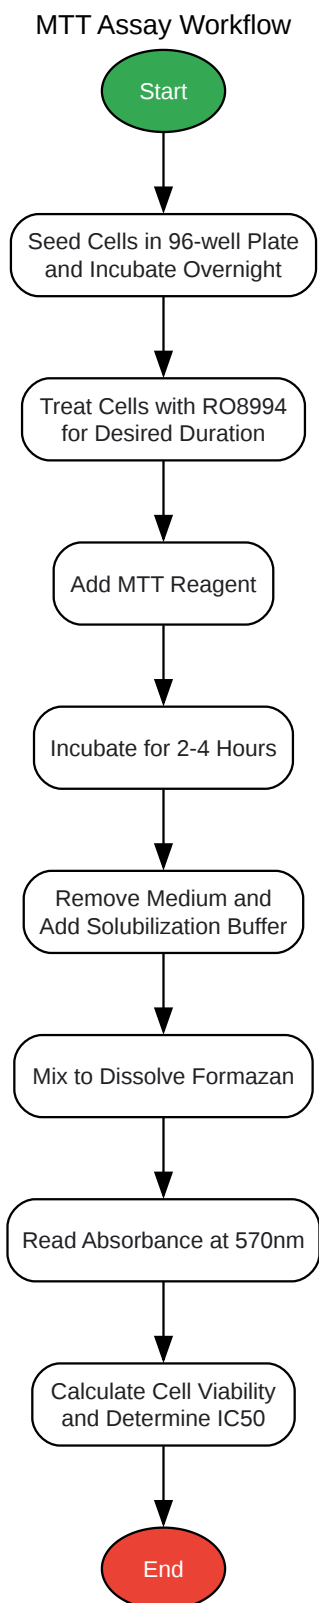 MTT Assay Workflow
Start
Seed Cells in 96-well Plate
and Incubate Overnight
Treat Cells with RO8994
for Desired Duration
Add MTT Reagent
Incubate for 2-4 Hours
Remove Medium and
Add Solubilization Buffer
Mix to Dissolve Formazan
Read Absorbance at 570nm
Calculate Cell Viability
and Determine IC50
End